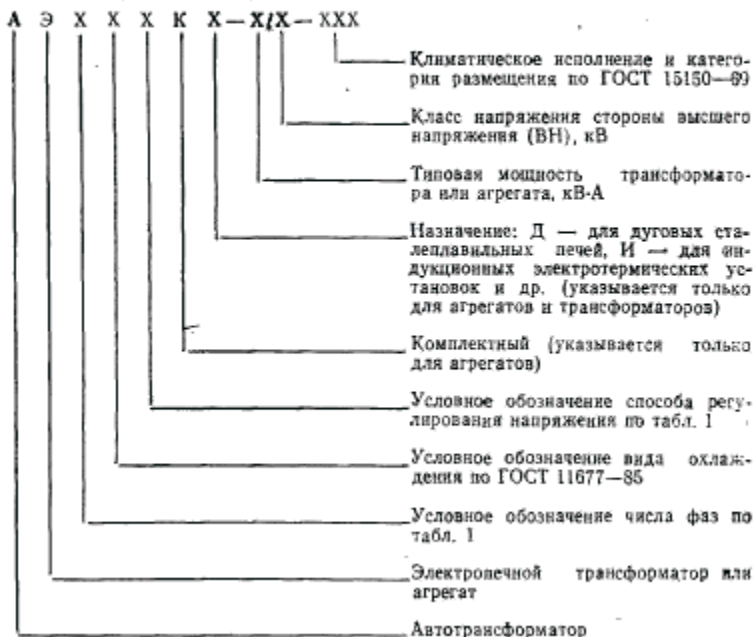 А Э Х Х Х К Х — Х/Х — ХХХ
Климатическое исполнение и катего-
рия размещения по ГОСТ 15150—69
Класс напряжения стороны высшего
напряжения (ВН), кВ
Типовая мощность трансформато-
ра или агрегата, кВ·А
Назначение: Д — для дуговых ста-
леплавильных печей, И — для ин-
дукционных электротермических ус-
тановок и др. (указывается только
для агрегатов и трансформаторов)
Комплектный (указывается только
для агрегатов)
Условное обозначение способа регу-
лирования напряжения по табл. 1
Условное обозначение вида охлаж-
дения по ГОСТ 11677—85
Условное обозначение числа фаз по
табл. 1
Электропечной трансформатор или
агрегат
Автотрансформатор